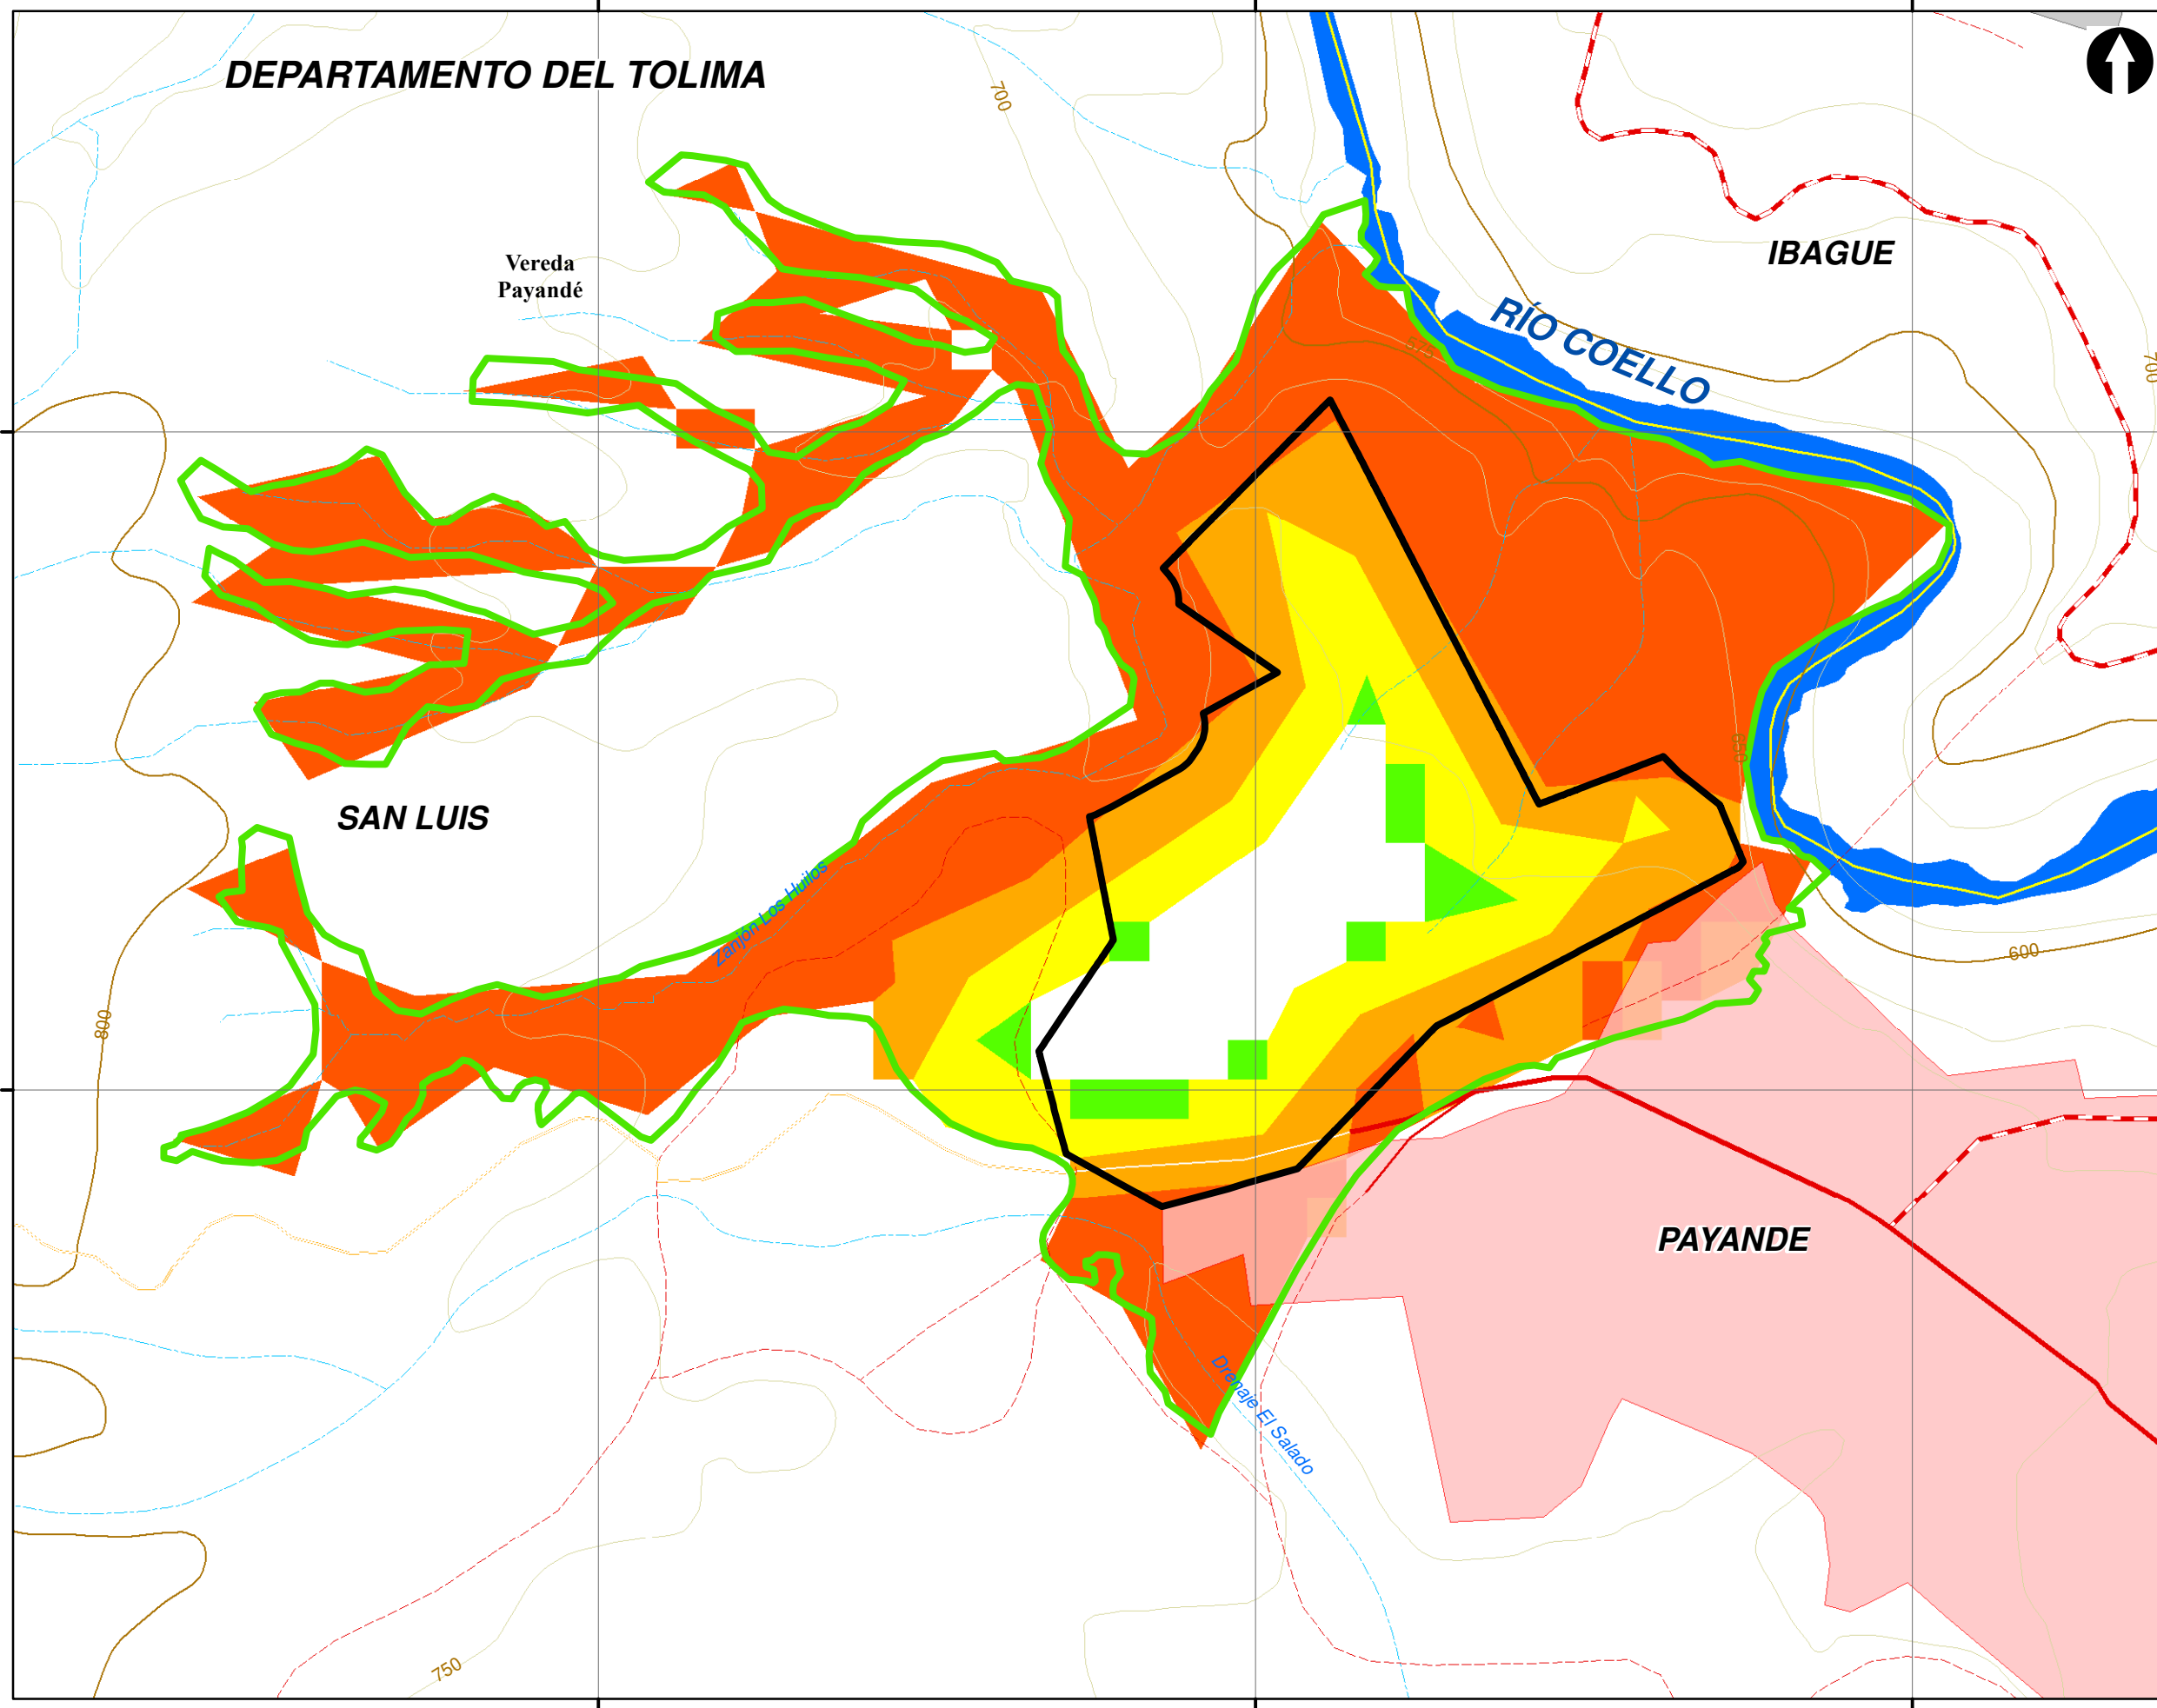 DEPARTAMENTO DEL TOLIMA
700
IBAGUE
Vereda
Payandé
RÍO COELLO
700
SAN LUIS
Zanjón Los Huilos
600
800
PAYANDE
Drenaje El Salado
750